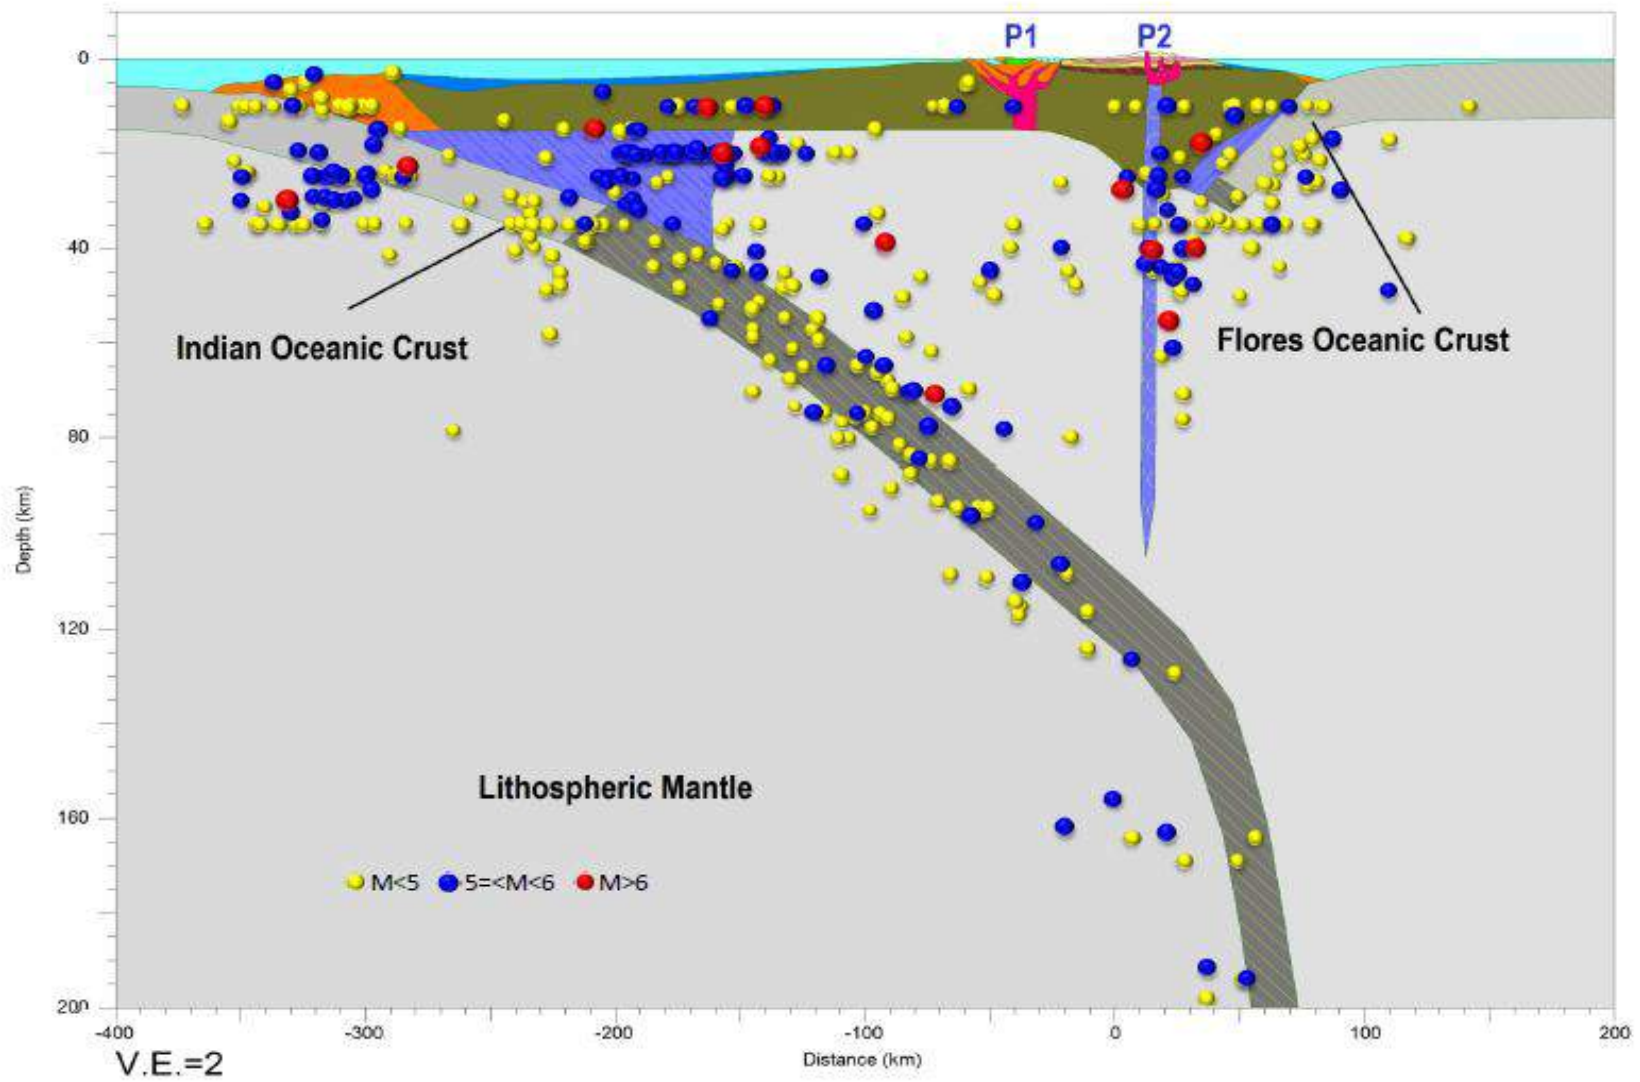 P1 P2
0
40
Indian Oceanic Crust
Flores Oceanic Crust
80
Depth (km)
120
Lithospheric Mantle
160
M<5 5=<M<6 M>6
200
-400 -300 -200 -100 0 100 200
Distance (km)
V.E.=2